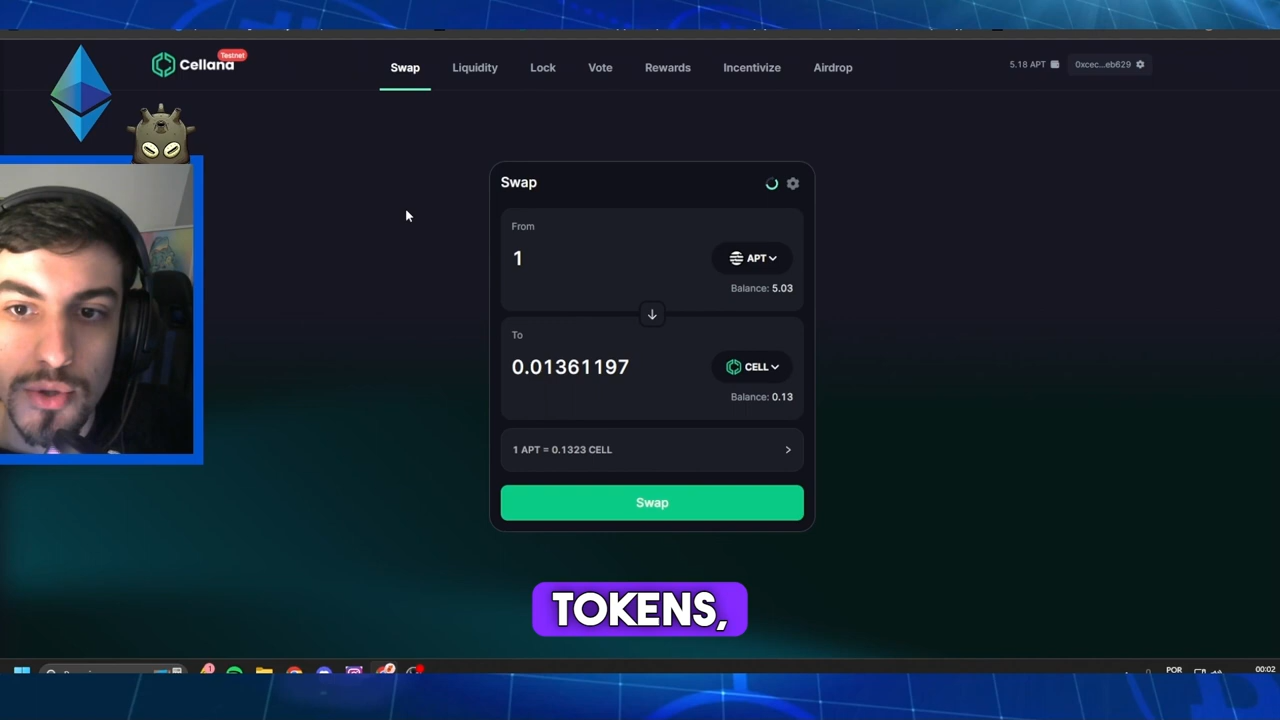 Cellana
Testnet
Swap
Liquidity
Lock
Vote
Rewards
Incentivize
Airdrop
5.18 APT
0xcec...eb629
Swap
From
1
APT
Balance: 5.03
To
0.01361197
CELL
Balance: 0.13
1 APT = 0.1323 CELL
Swap
TOKENS,
1
POR
00:02